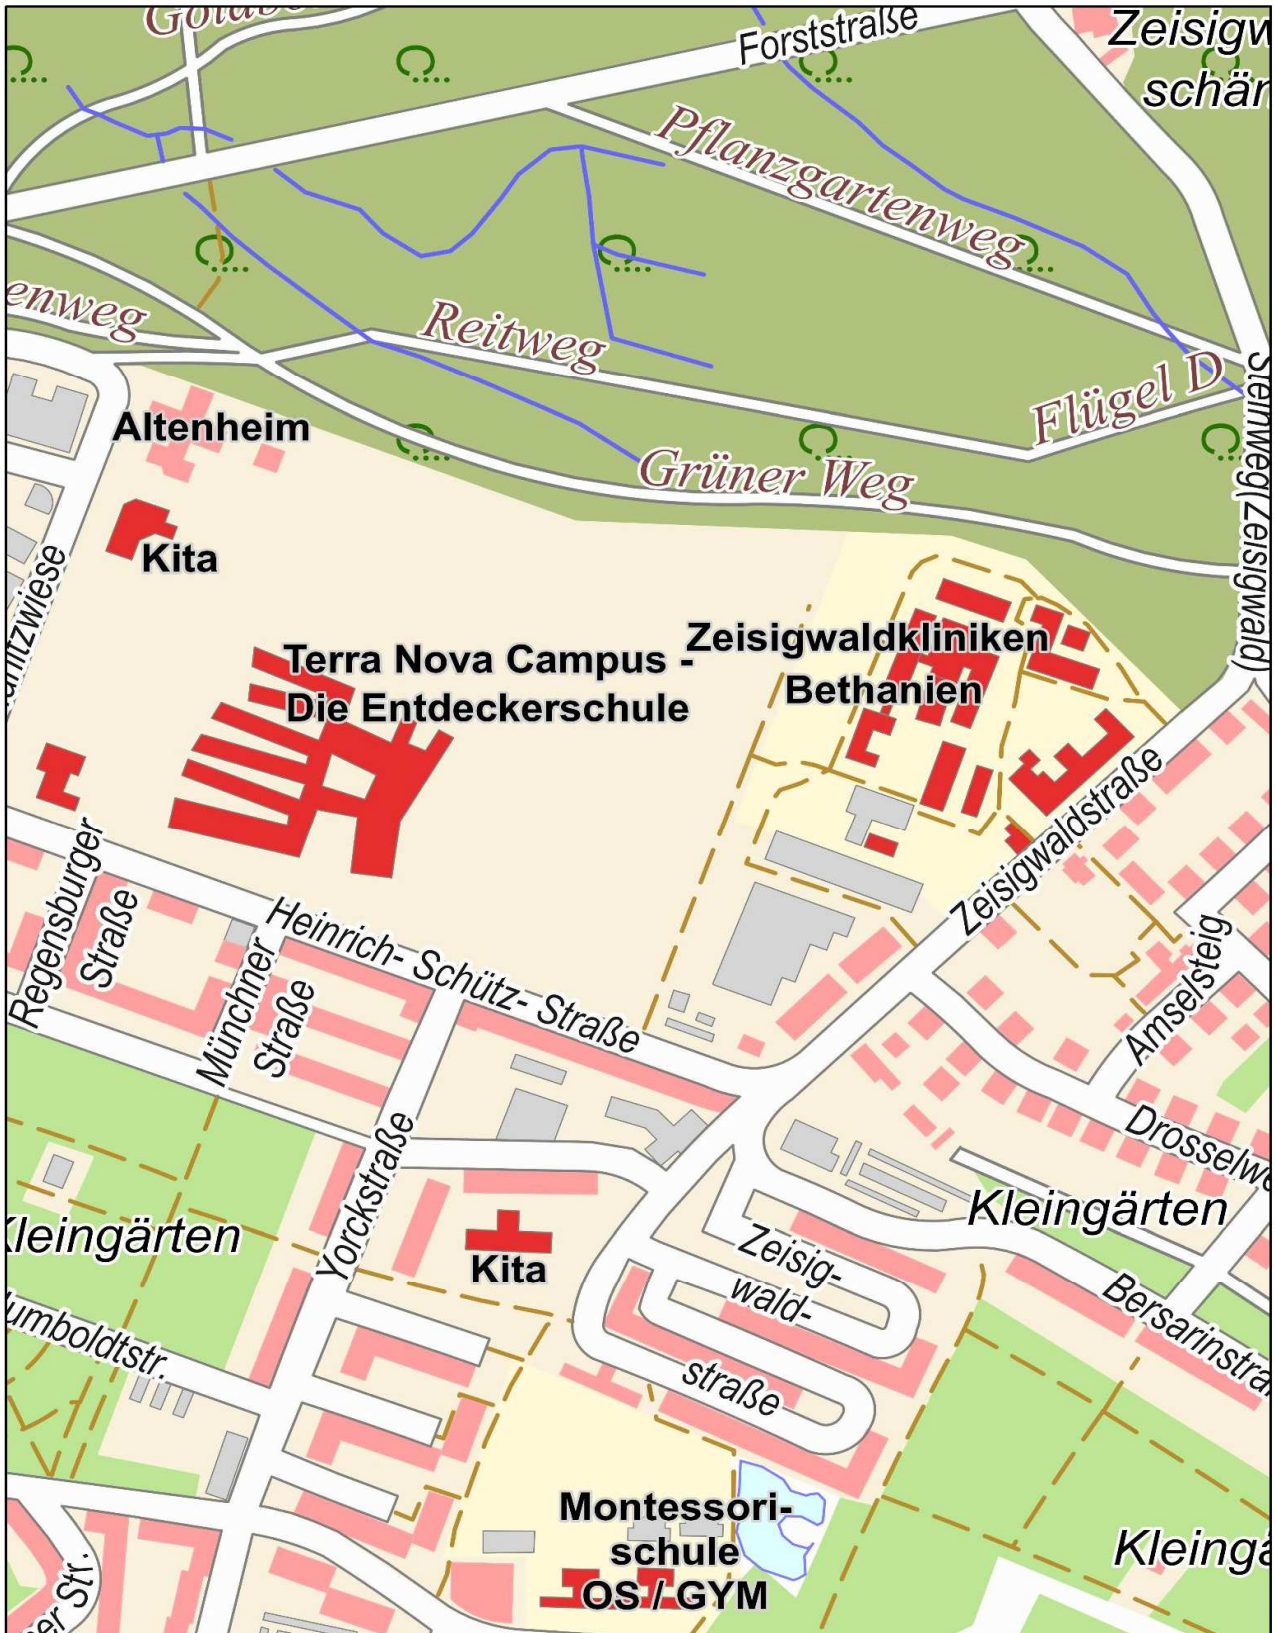 Zeisigw
Forststraße
schän
Pflanzgartenweg
enweg
Reitweg
Flügel D
Steinweg(Zeisigwald)
Altenheim
Grüner Weg
Kita
Zeisigwaldkliniken
Bethanien
Terra Nova Campus -
Die Entdeckerschule
Zeisigwaldstraße
Regensburger
Straße
Heinrich- Schütz- Straße
Münchner
Straße
Amselsteig
Drosselwe
Yorckstraße
Kleingärten
Kleingärten
Zeisig-
wald-
straße
Kita
Bersarinstra
umboldtstr.
Montessori-
schule
OS / GYM
Kleingä
er Str.